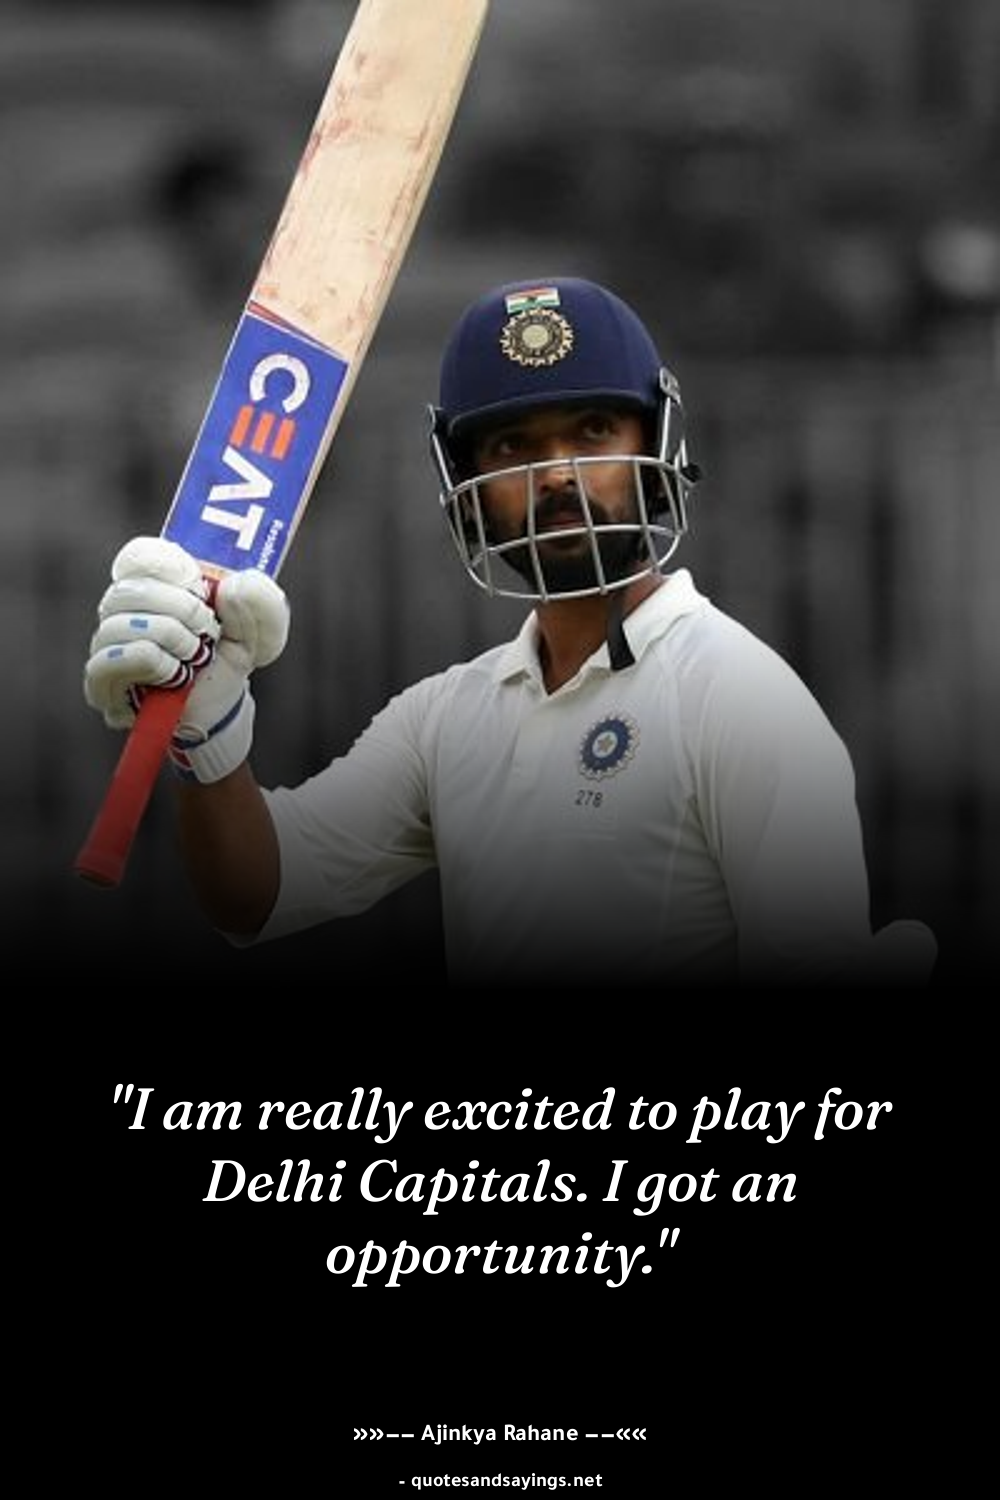 CEAT
278
"I am really excited to play for
Delhi Capitals. I got an
opportunity."
»»–– Ajinkya Rahane ––««
- quotesandsayings.net